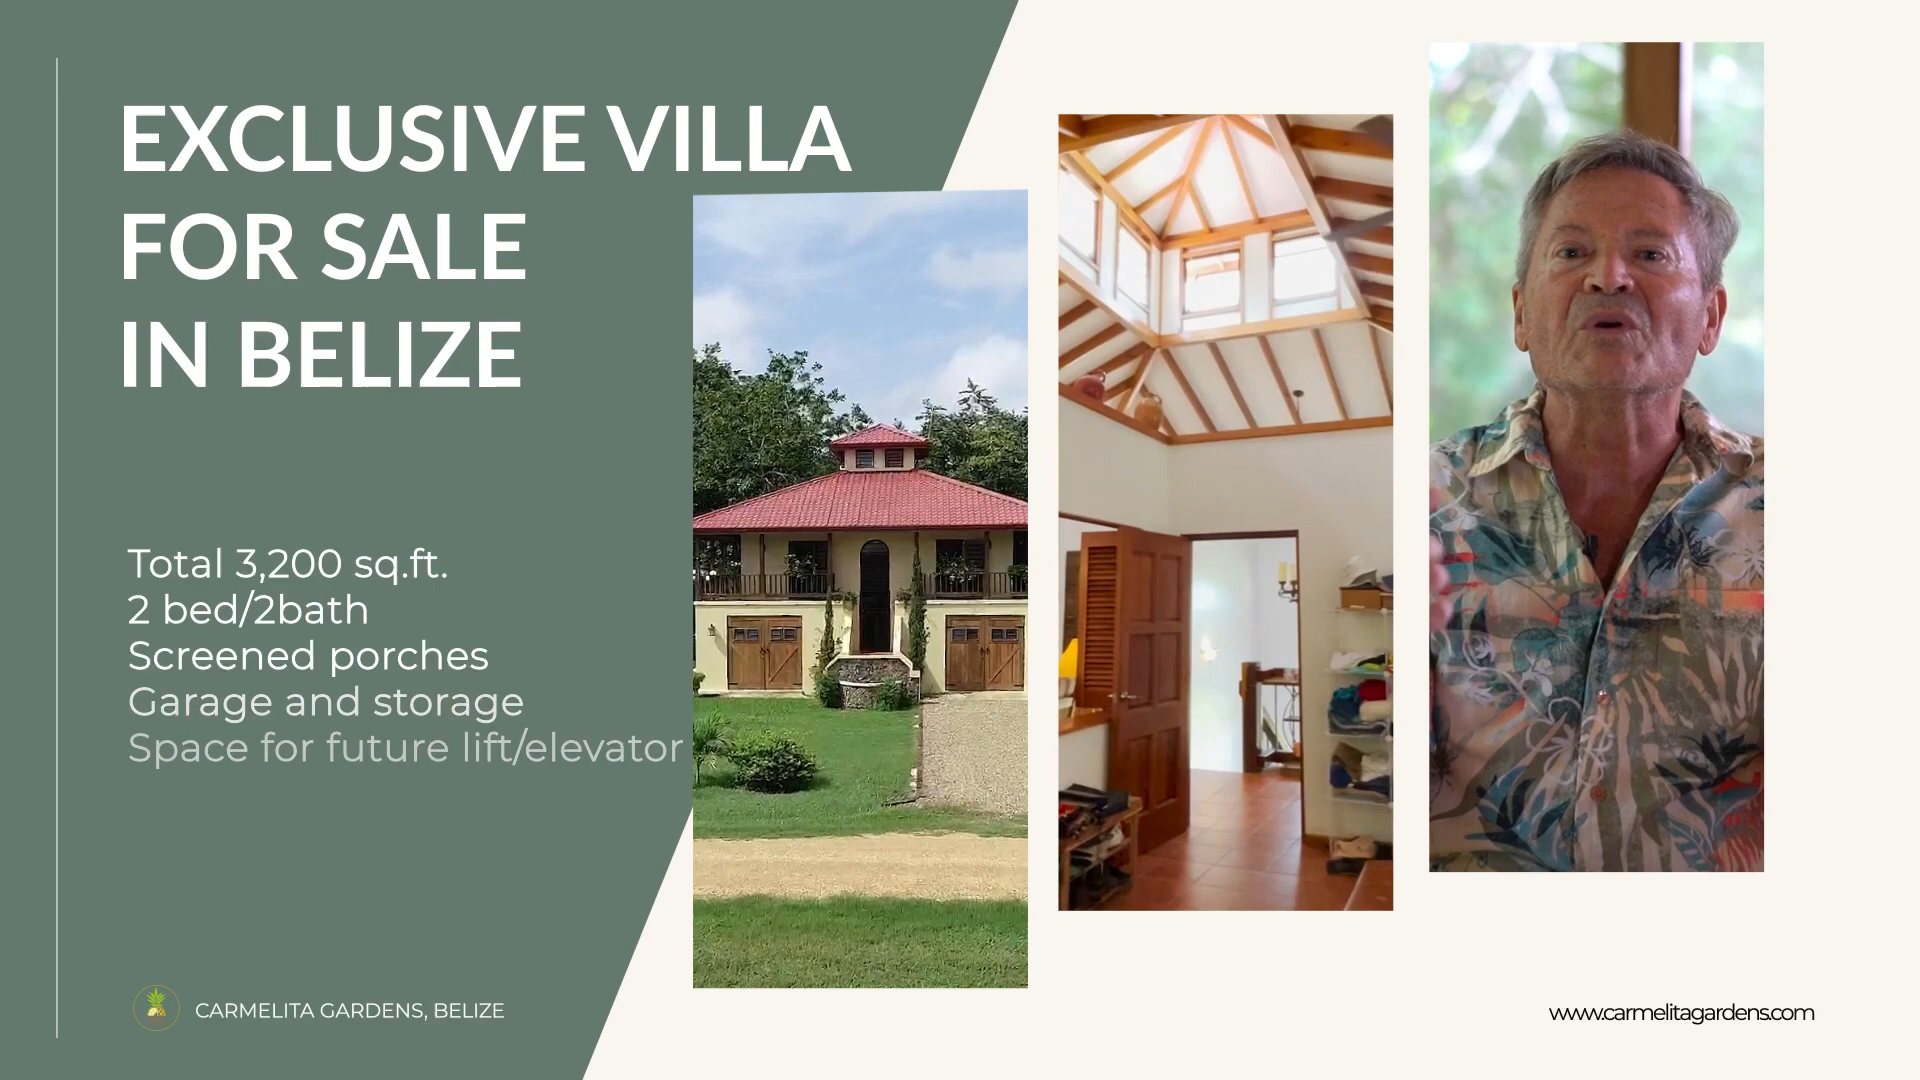 EXCLUSIVE VILLA
FOR SALE
IN BELIZE
Total 3,200 sq.ft.
2 bed/2bath
Screened porches
Garage and storage
Space for future lift/elevator
CARMELITA GARDENS, BELIZE
www.carmelitagardens.com